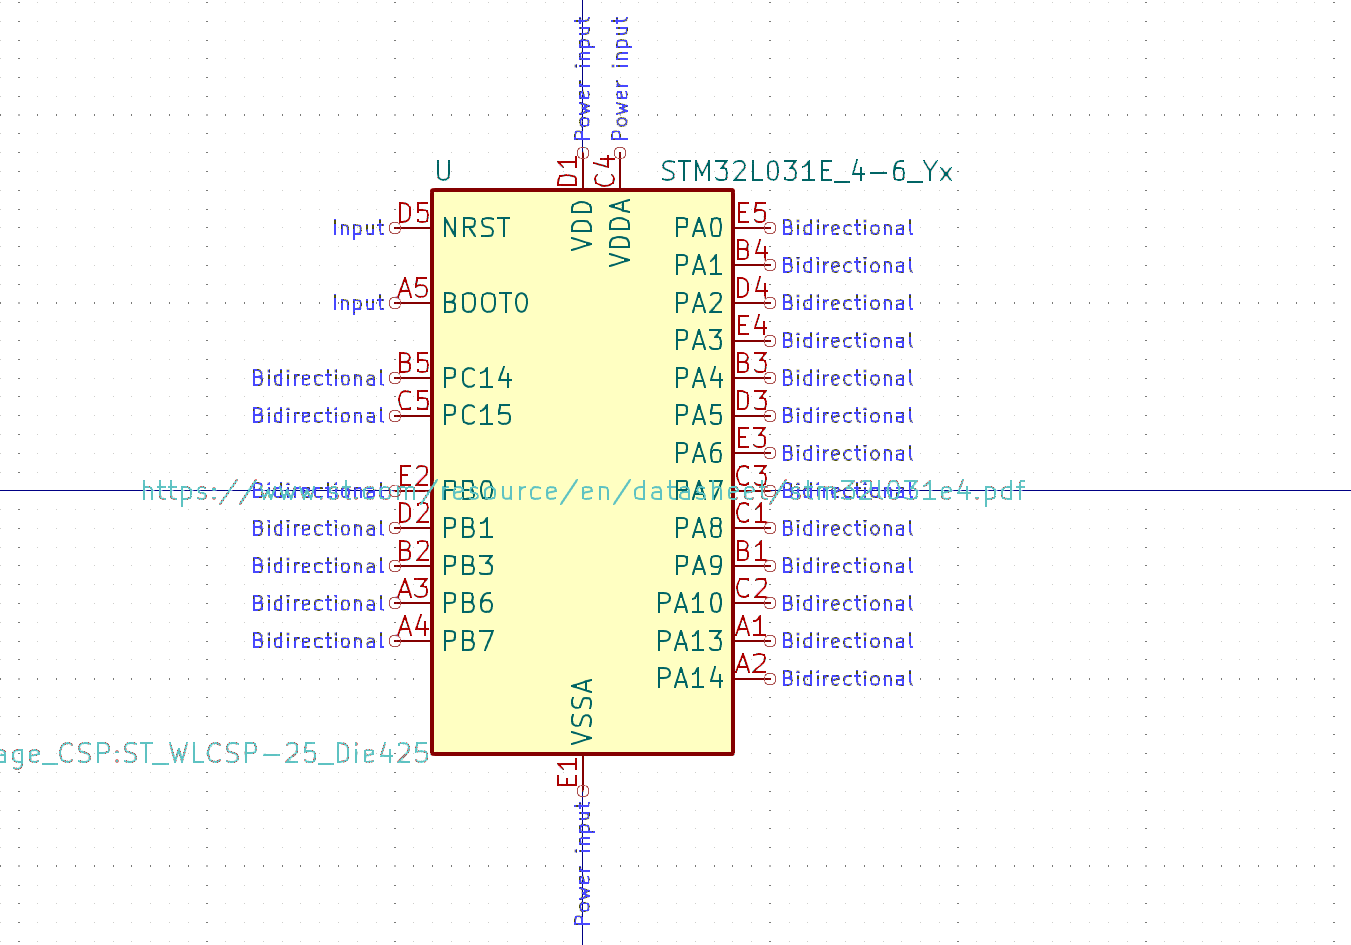 Power input
Power input
D1
C4
U
STM32L031E_4-6_Yx
VDD
VDDA
Input D5 NRST
PA0 E5 Bidirectional
PA1 B4 Bidirectional
Input A5 BOOT0
PA2 D4 Bidirectional
PA3 E4 Bidirectional
Bidirectional B5 PC14
PA4 B3 Bidirectional
Bidirectional C5 PC15
PA5 D3 Bidirectional
PA6 E3 Bidirectional
Bidirectional E2 PB0
https://www.st.com/resource/en/datasheet/stm32l031e4.pdf
PA7 C3 Bidirectional
Bidirectional D2 PB1
PA8 C1 Bidirectional
Bidirectional B2 PB3
PA9 B1 Bidirectional
Bidirectional A3 PB6
PA10 C2 Bidirectional
Bidirectional A4 PB7
PA13 A1 Bidirectional
PA14 A2 Bidirectional
VSSA
age_CSP:ST_WLCSP-25_Die425
E1
Power input